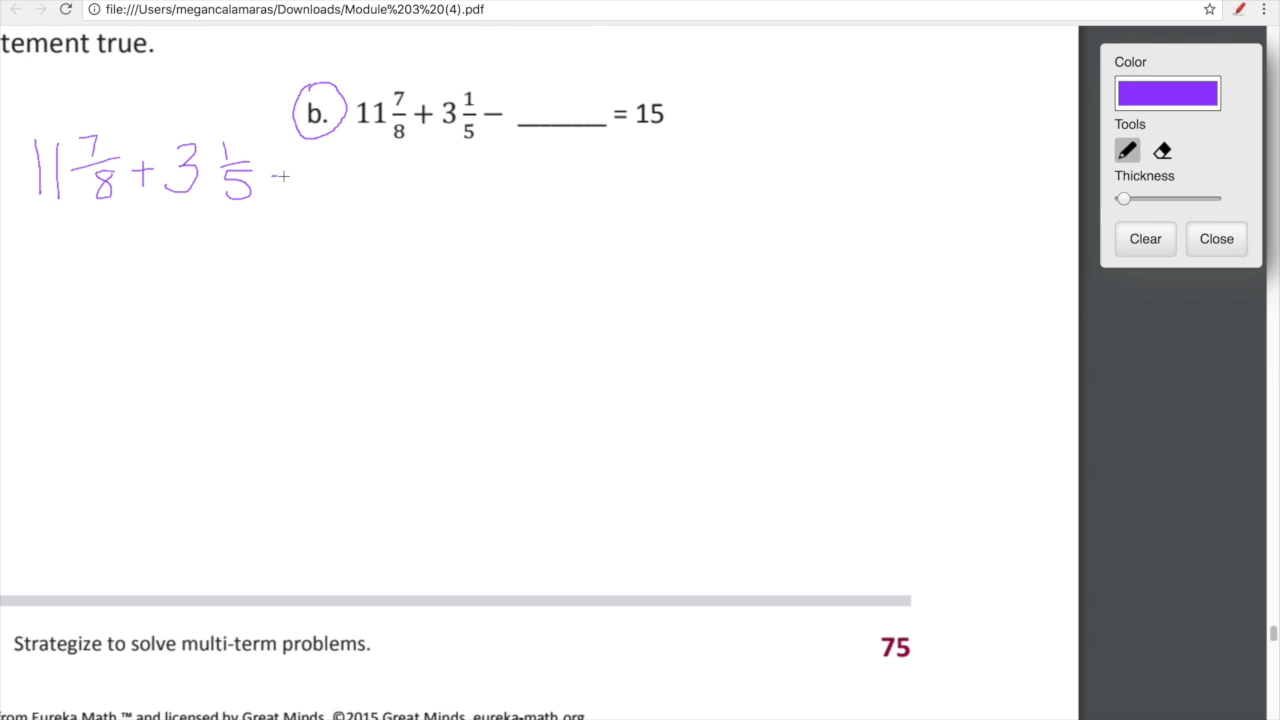 file:///Users/megancalamaras/Downloads/Module%203%20(4).pdf
tement true.
b. 11 7/8 + 3 1/5 − ______ = 15
11 7/8 + 3 1/5
Color
Tools
Thickness
Clear Close
Strategize to solve multi-term problems. 75
from Eureka Math ™ and licensed by Great Minds. ©2015 Great Minds. eureka-math.org